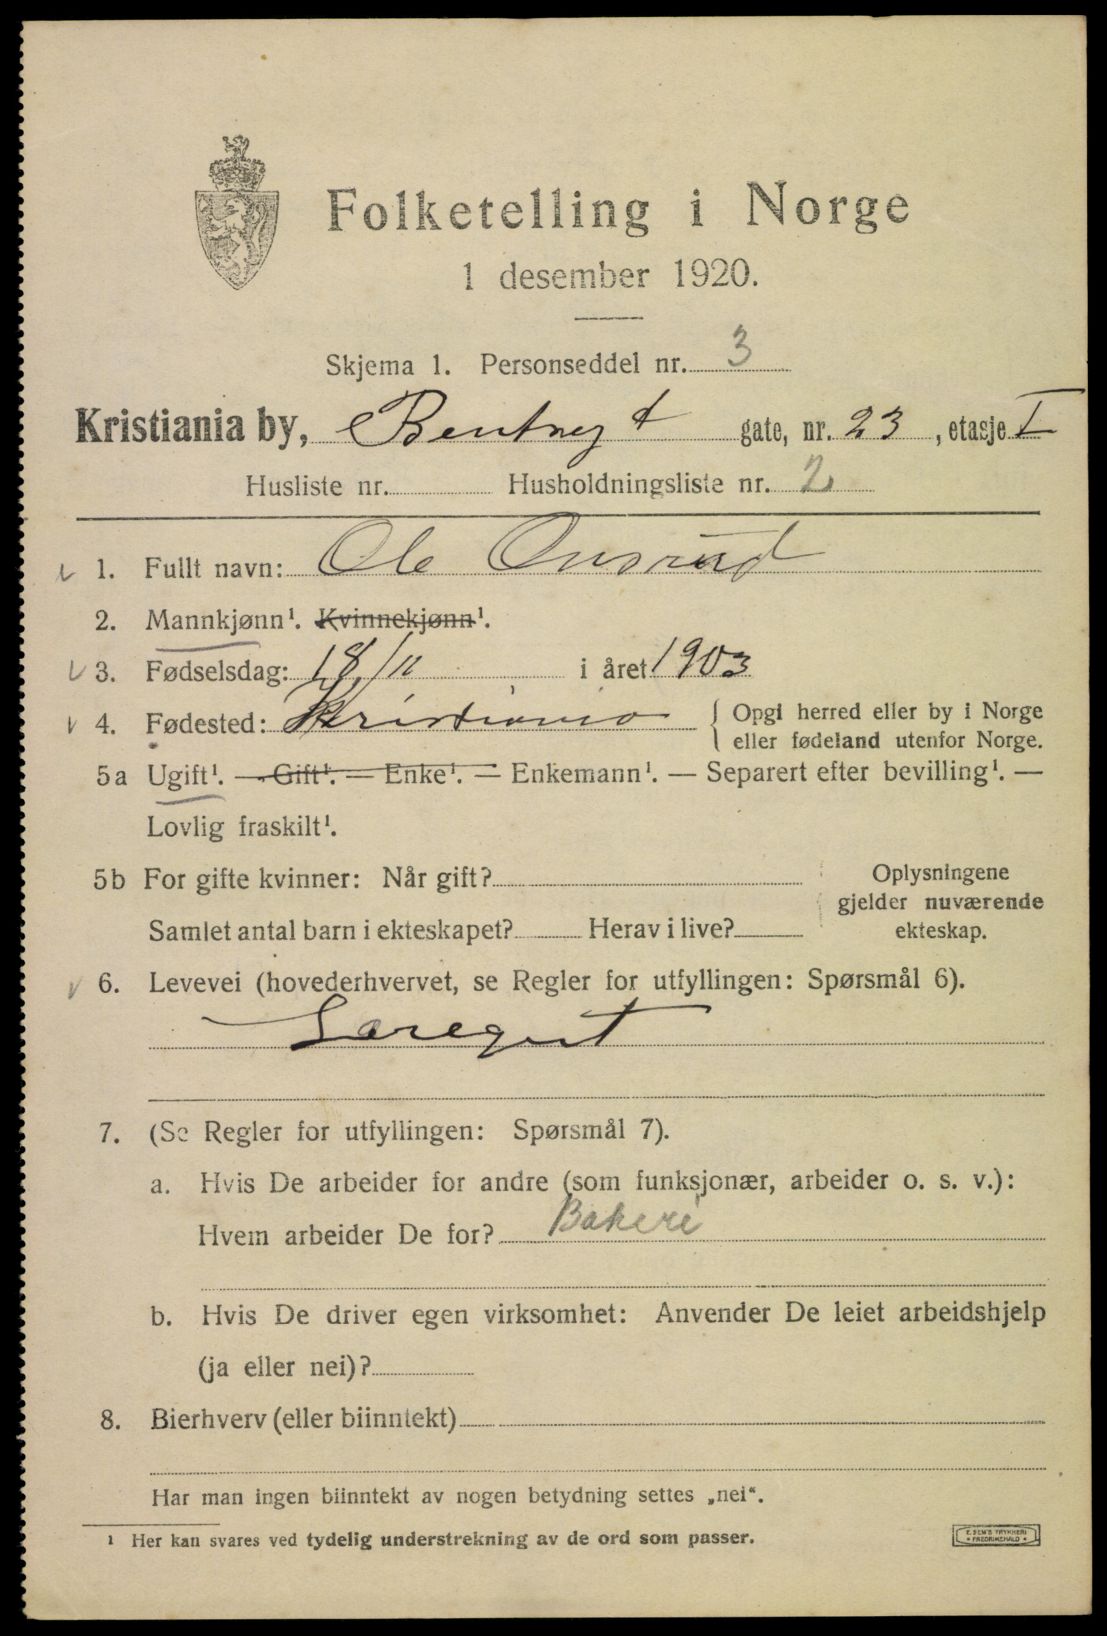 Folketelling i Norge
1 desember 1920.
Skjema 1. Personseddel nr. 3
Kristiania by, gate, nr. 23, etasje I
Husliste nr. Husholdningsliste nr. 2
1. Fullt navn: Ole Onsrud
2. Mannkjønn¹. Kvinnekjønn¹.
3. Fødselsdag: 18/11 i året 1903
4. Fødested: Kristiania { Opgi herred eller by i Norge
eller fødeland utenfor Norge.
5a Ugift¹. — Gift¹. — Enke¹. — Enkemann¹. — Separert efter bevilling¹. —
Lovlig fraskilt¹.
5b For gifte kvinner: Når gift? Oplysningene
gjelder nuværende
Samlet antal barn i ekteskapet? Herav i live? ekteskap.
6. Levevei (hovederhvervet, se Regler for utfyllingen: Spørsmål 6).
Læregut
7. (Se Regler for utfyllingen: Spørsmål 7).
a. Hvis De arbeider for andre (som funksjonær, arbeider o. s. v.):
Hvem arbeider De for? Bakeri
b. Hvis De driver egen virksomhet: Anvender De leiet arbeidshjelp
(ja eller nei)?
8. Bierhverv (eller biinntekt)
Har man ingen biinntekt av nogen betydning settes „nei“.
¹ Her kan svares ved tydelig understrekning av de ord som passer.
E. SEM'S TRYKKERI
FREDRIKSHALD